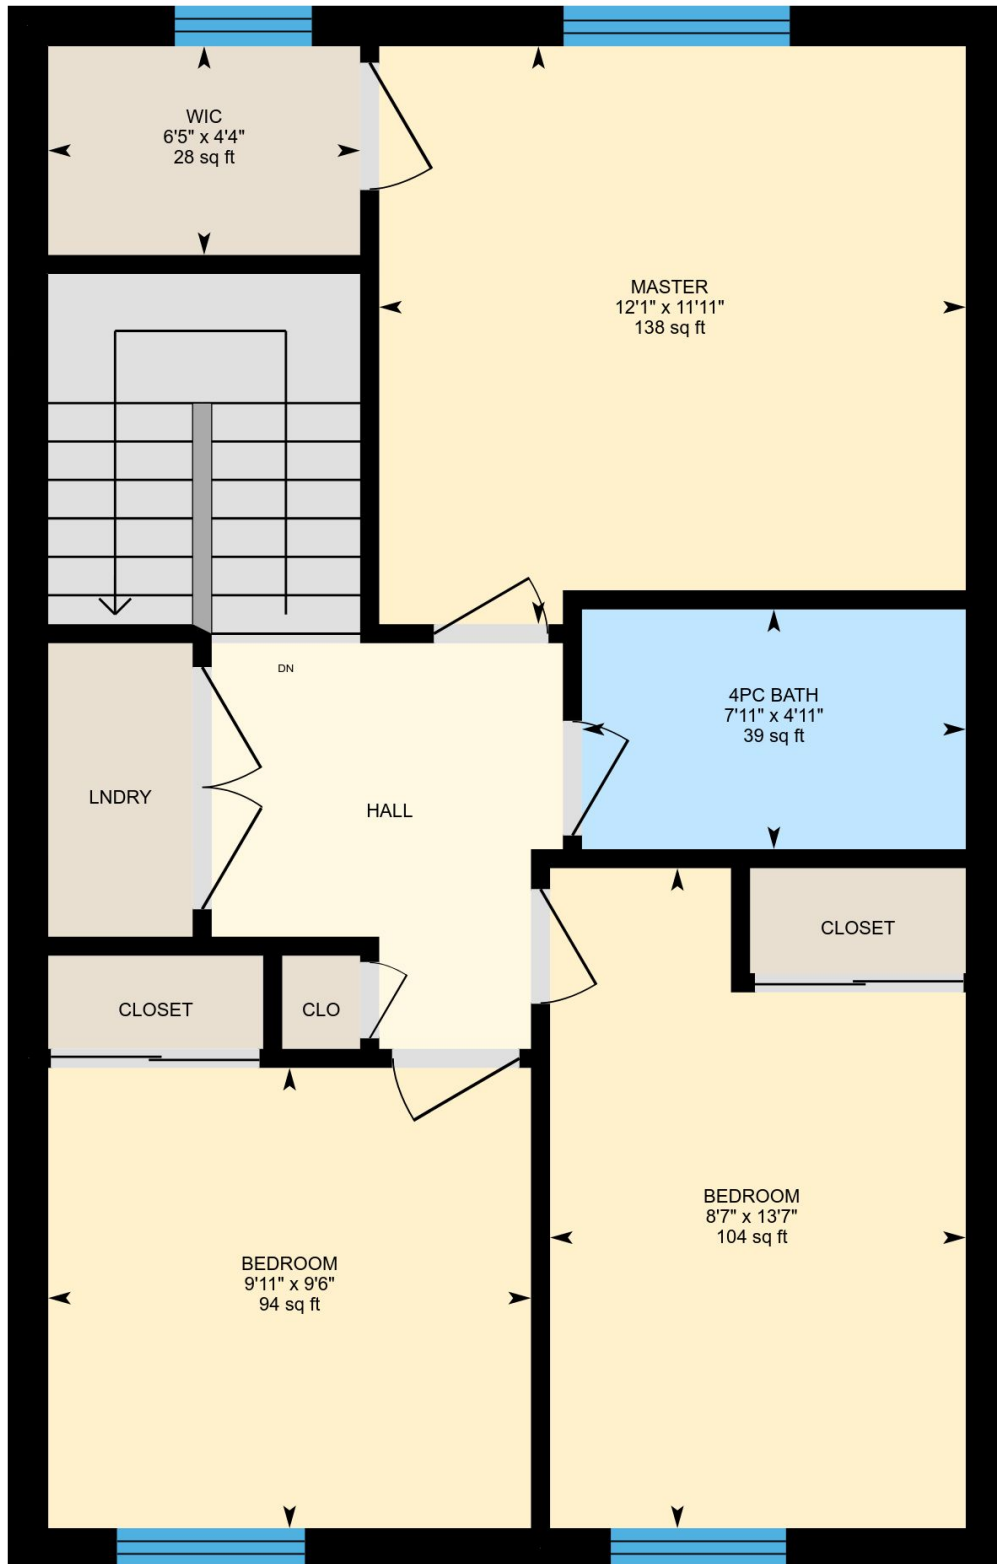 WIC
6'5" x 4'4"
28 sq ft
MASTER
12'1" x 11'11"
138 sq ft
DN
4PC BATH
7'11" x 4'11"
39 sq ft
LNDRY
HALL
CLOSET
CLOSET
CLO
BEDROOM
8'7" x 13'7"
104 sq ft
BEDROOM
9'11" x 9'6"
94 sq ft